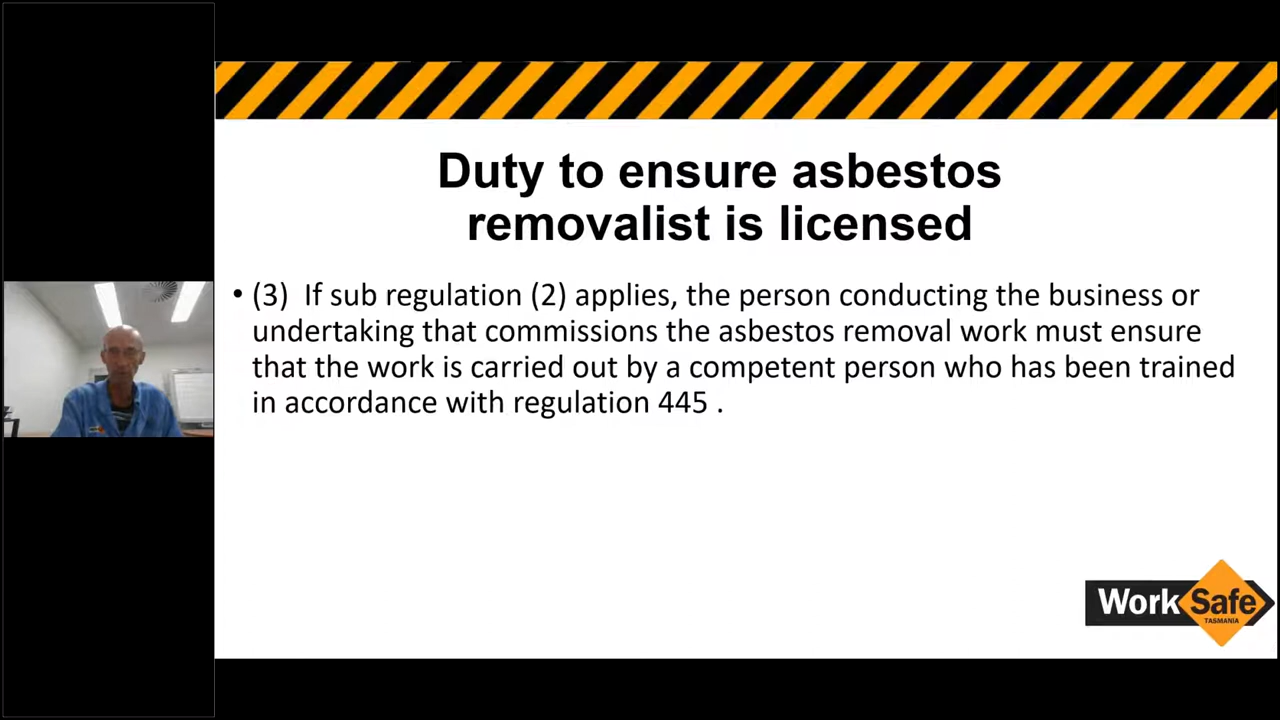 Duty to ensure asbestos
removalist is licensed
• (3)  If sub regulation (2) applies, the person conducting the business or
undertaking that commissions the asbestos removal work must ensure
that the work is carried out by a competent person who has been trained
in accordance with regulation 445 .
WorkSafe
TASMANIA